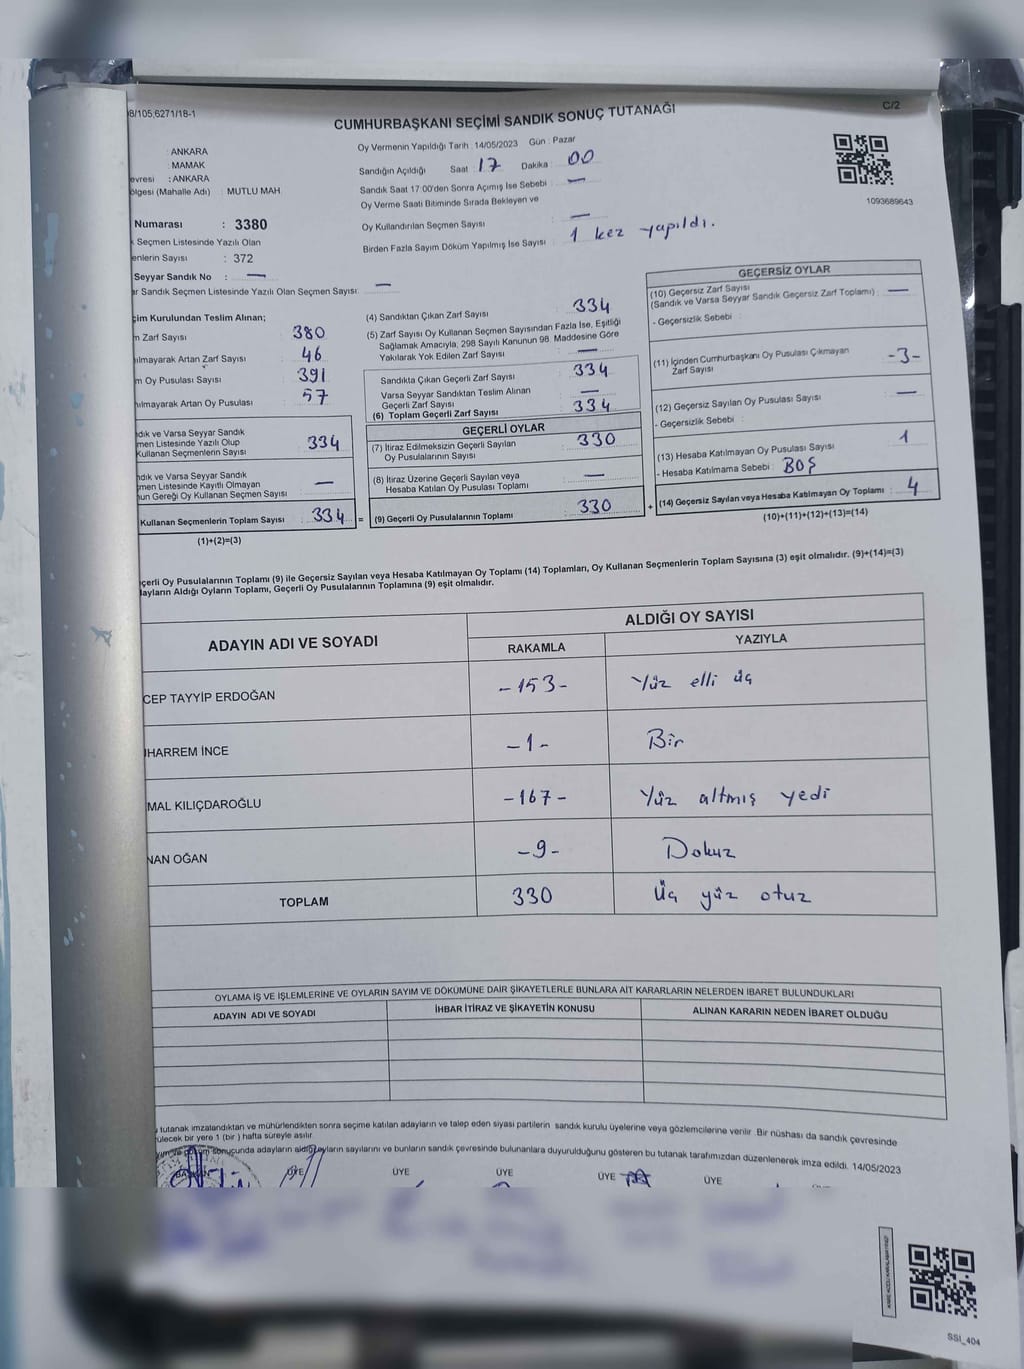 8/105,6271/18-1
C/2
CUMHURBAŞKANI SEÇİMİ SANDIK SONUÇ TUTANAĞI
: ANKARA
: MAMAK
evresi : ANKARA
ölgesi (Mahalle Adı) : MUTLU MAH
Numarası : 3380
Seçmen Listesinde Yazılı Olan
enlerin Sayısı : 372
Seyyar Sandık No : —
ar Sandık Seçmen Listesinde Yazılı Olan Seçmen Sayısı: —
Oy Vermenin Yapıldığı Tarih : 14/05/2023 Gün : Pazar
Sandığın Açıldığı Saat : 17 Dakika : 00
Sandık Saat 17:00'den Sonra Açımış İse Sebebi : —
Oy Verme Saati Bitiminde Sırada Bekleyen ve
Oy Kullandırılan Seçmen Sayısı : —
Birden Fazla Sayım Döküm Yapılmış İse Sayısı : 1 kez yapıldı.
1093689643
çim Kurulundan Teslim Alınan;
n Zarf Sayısı : 380
ılmayarak Artan Zarf Sayısı : 46
m Oy Pusulası Sayısı : 391
ılmayarak Artan Oy Pusulası : 57
ndık ve Varsa Seyyar Sandık
men Listesinde Yazılı Olup
Kullanan Seçmenlerin Sayısı : 334
ndık ve Varsa Seyyar Sandık
men Listesinde Kayıtlı Olmayan
un Gereği Oy Kullanan Seçmen Sayısı : —
Kullanan Seçmenlerin Toplam Sayısı : 334 =
(1)+(2)=(3)
(4) Sandıktan Çıkan Zarf Sayısı : 334
(5) Zarf Sayısı Oy Kullanan Seçmen Sayısından Fazla İse, Eşitliği
Sağlamak Amacıyla, 298 Sayılı Kanunun 98. Maddesine Göre
Yakılarak Yok Edilen Zarf Sayısı : —
Sandıkta Çıkan Geçerli Zarf Sayısı : 334
Varsa Seyyar Sandıktan Teslim Alınan
Geçerli Zarf Sayısı : —
(6) Toplam Geçerli Zarf Sayısı : 334
GEÇERLİ OYLAR
(7) İtiraz Edilmeksizin Geçerli Sayılan
Oy Pusulalarının Sayısı : 330
(8) İtiraz Üzerine Geçerli Sayılan veya
Hesaba Katılan Oy Pusulası Toplamı : —
(9) Geçerli Oy Pusulalarının Toplamı : 330 +
GEÇERSİZ OYLAR
(10) Geçersiz Zarf Sayısı
(Sandık ve Varsa Seyyar Sandık Geçersiz Zarf Toplamı) : —
- Geçersizlik Sebebi :
(11) İçinden Cumhurbaşkanı Oy Pusulası Çıkmayan
Zarf Sayısı : -3-
(12) Geçersiz Sayılan Oy Pusulası Sayısı : —
- Geçersizlik Sebebi :
(13) Hesaba Katılmayan Oy Pusulası Sayısı : 1
- Hesaba Katılmama Sebebi : BOŞ
(14) Geçersiz Sayılan veya Hesaba Katılmayan Oy Toplamı : 4
(10)+(11)+(12)+(13)=(14)
çerli Oy Pusulalarının Toplamı (9) ile Geçersiz Sayılan veya Hesaba Katılmayan Oy Toplamı (14) Toplamları, Oy Kullanan Seçmenlerin Toplam Sayısına (3) eşit olmalıdır. (9)+(14)=(3)
layların Aldığı Oyların Toplamı, Geçerli Oy Pusulalarının Toplamına (9) eşit olmalıdır.
ADAYIN ADI VE SOYADI
ALDIĞI OY SAYISI
RAKAMLA YAZIYLA
CEP TAYYİP ERDOĞAN -153- Yüz elli üç
HARREM İNCE -1- Bir
MAL KILIÇDAROĞLU -167- Yüz altmış yedi
NAN OĞAN -9- Dokuz
TOPLAM 330 Üç yüz otuz
OYLAMA İŞ VE İŞLEMLERİNE VE OYLARIN SAYIM VE DÖKÜMÜNE DAİR ŞİKAYETLERLE BUNLARA AİT KARARLARIN NELERDEN İBARET BULUNDUKLARI
ADAYIN ADI VE SOYADI İHBAR İTİRAZ VE ŞİKAYETİN KONUSU ALINAN KARARIN NEDEN İBARET OLDUĞU
tutanak imzalandıktan ve mühürlendikten sonra seçime katılan adayların ve talep eden siyasi partilerin sandık kurulu üyelerine veya gözlemcilerine verilir. Bir nüshası da sandık çevresinde
ülecek bir yere 1 (bir ) hafta süreyle asılır.
sonucunda adayların aldığı oyların sayılarını ve bunların sandık çevresinde bulunanlara duyurulduğunu gösteren bu tutanak tarafımızdan düzenlenerek imza edildi. 14/05/2023
ÜYE ÜYE ÜYE ÜYE ÜYE
SSI_404